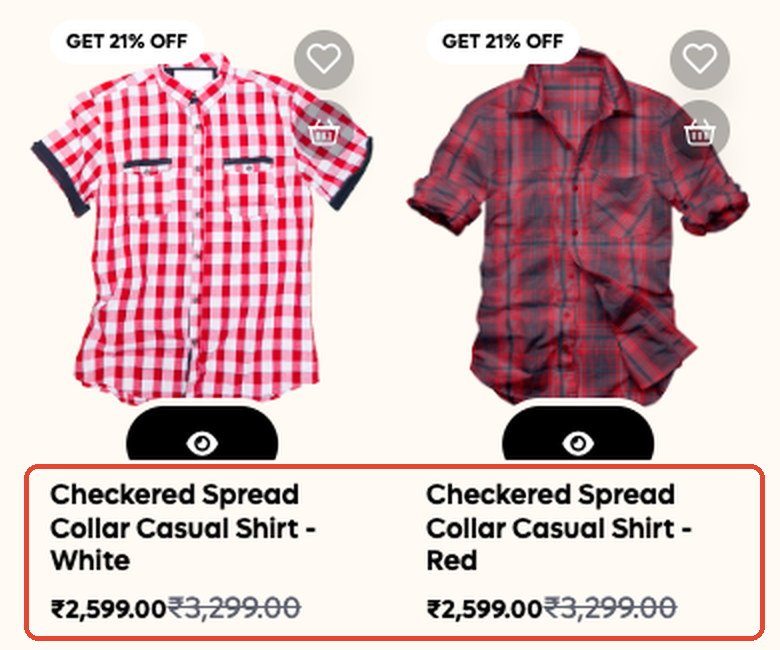 GET 21% OFF
GET 21% OFF
Checkered Spread
Collar Casual Shirt -
White
₹2,599.00₹3,299.00
Checkered Spread
Collar Casual Shirt -
Red
₹2,599.00₹3,299.00